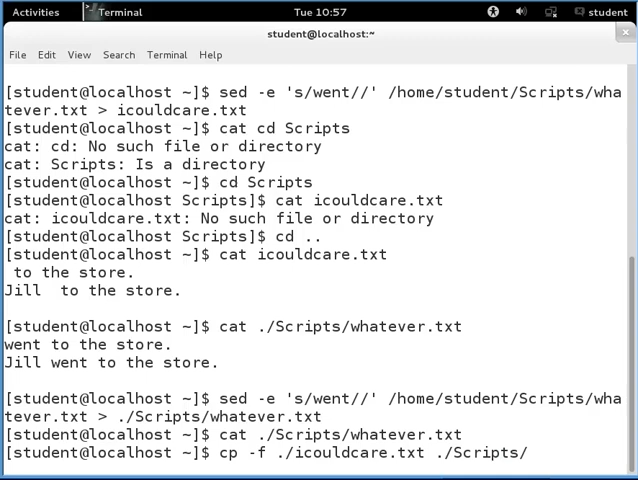 Activities Terminal Tue 10:57 student
student@localhost:~
File Edit View Search Terminal Help
[student@localhost ~]$ sed -e 's/went//' /home/student/Scripts/wha
tever.txt > icouldcare.txt
[student@localhost ~]$ cat cd Scripts
cat: cd: No such file or directory
cat: Scripts: Is a directory
[student@localhost ~]$ cd Scripts
[student@localhost Scripts]$ cat icouldcare.txt
cat: icouldcare.txt: No such file or directory
[student@localhost Scripts]$ cd ..
[student@localhost ~]$ cat icouldcare.txt
 to the store.
Jill  to the store.
[student@localhost ~]$ cat ./Scripts/whatever.txt
went to the store.
Jill went to the store.
[student@localhost ~]$ sed -e 's/went//' /home/student/Scripts/wha
tever.txt > ./Scripts/whatever.txt
[student@localhost ~]$ cat ./Scripts/whatever.txt
[student@localhost ~]$ cp -f ./icouldcare.txt ./Scripts/